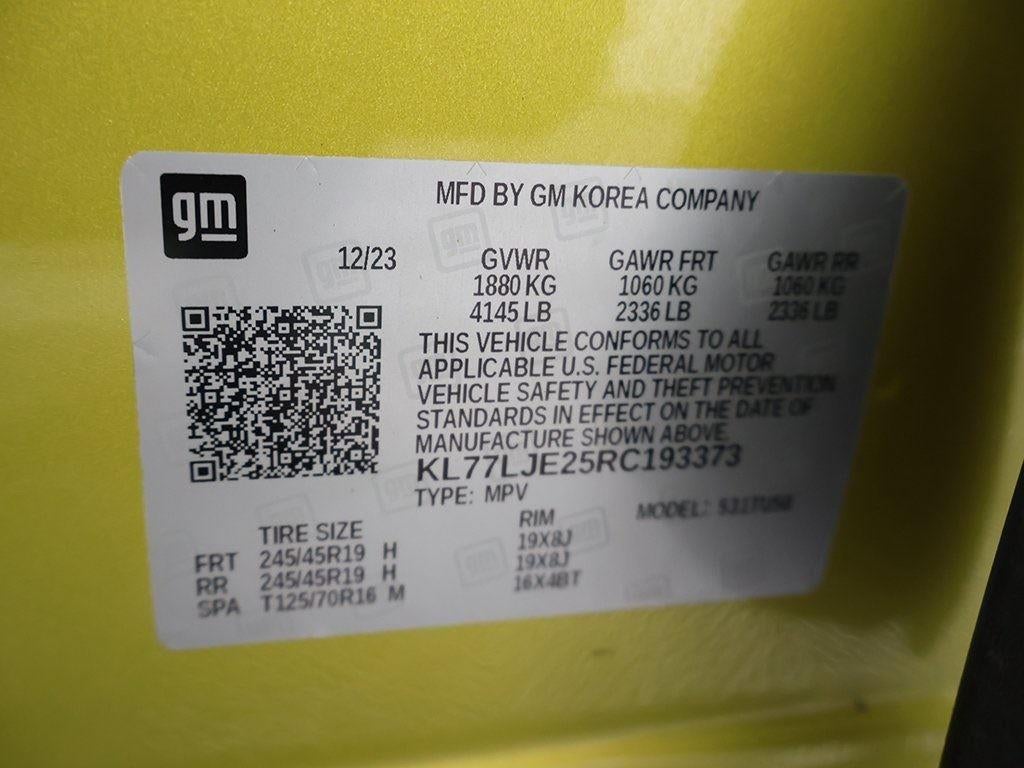 gm
MFD BY GM KOREA COMPANY
12/23 GVWR GAWR FRT GAWR RR
1880 KG 1060 KG 1060 KG
4145 LB 2336 LB 2336 LB
THIS VEHICLE CONFORMS TO ALL
APPLICABLE U.S. FEDERAL MOTOR
VEHICLE SAFETY AND THEFT PREVENTION
STANDARDS IN EFFECT ON THE DATE OF
MANUFACTURE SHOWN ABOVE.
KL77LJE25RC193373
TYPE: MPV MODEL:
TIRE SIZE RIM
FRT 245/45R19 H 19X8J
RR 245/45R19 H 19X8J
SPA T125/70R16 M 16X4BT